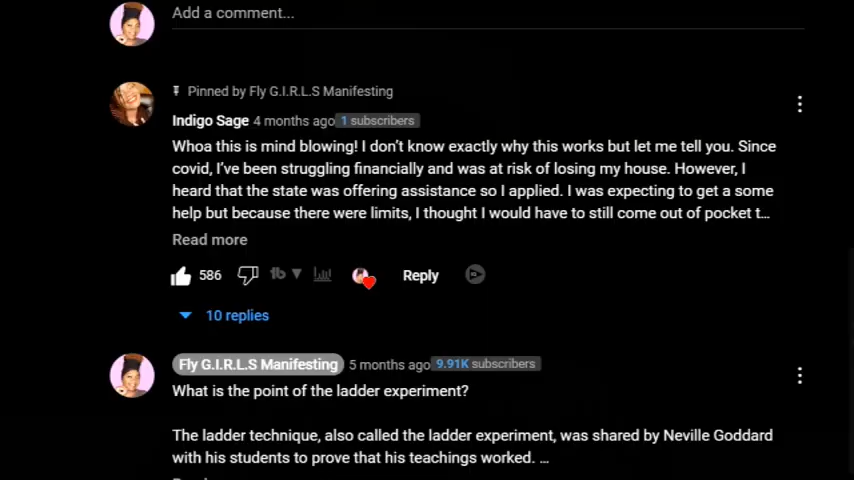 Add a comment...
Pinned by Fly G.I.R.L.S Manifesting
Indigo Sage 4 months ago 1 subscribers
Whoa this is mind blowing! I don't know exactly why this works but let me tell you. Since
covid, I've been struggling financially and was at risk of losing my house. However, I
heard that the state was offering assistance so I applied. I was expecting to get a some
help but because there were limits, I thought I would have to still come out of pocket t...
Read more
586 Reply
10 replies
Fly G.I.R.L.S Manifesting 5 months ago 9.91K subscribers
What is the point of the ladder experiment?
The ladder technique, also called the ladder experiment, was shared by Neville Goddard
with his students to prove that his teachings worked. ...